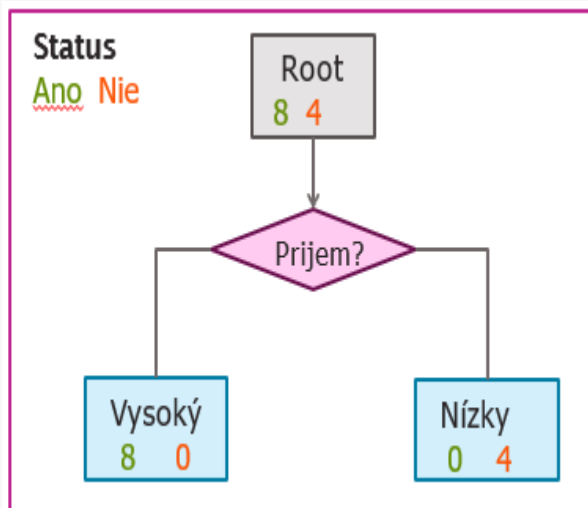 Status
Ano Nie
Root
8 4
Prijem?
Vysoký
8 0
Nízky
0 4